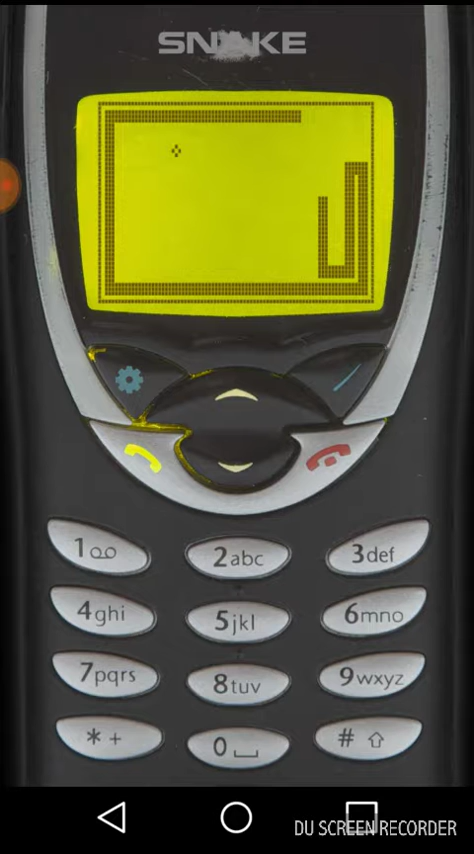 SNAKE
1
2abc
3def
4ghi
5jkl
6mno
7pqrs
8tuv
9wxyz
* +
0
#
DU SCREEN RECORDER